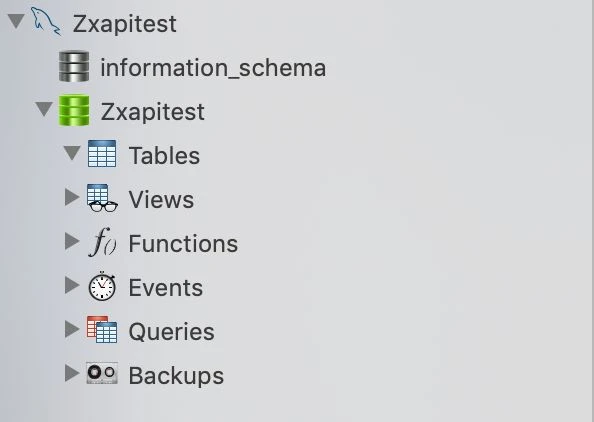 Zxapitest
information_schema
Zxapitest
Tables
Views
f() Functions
Events
Queries
Backups